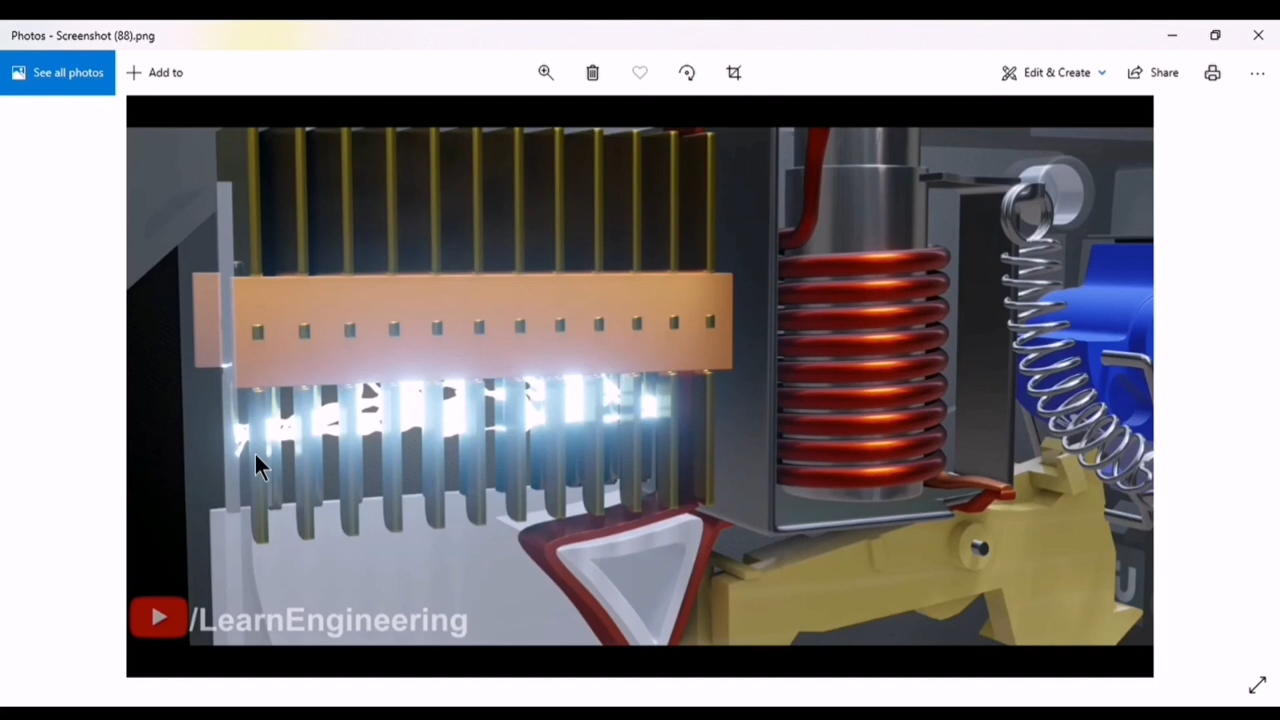 Photos - Screenshot (88).png
See all photos
Add to
Edit & Create
Share
/LearnEngineering